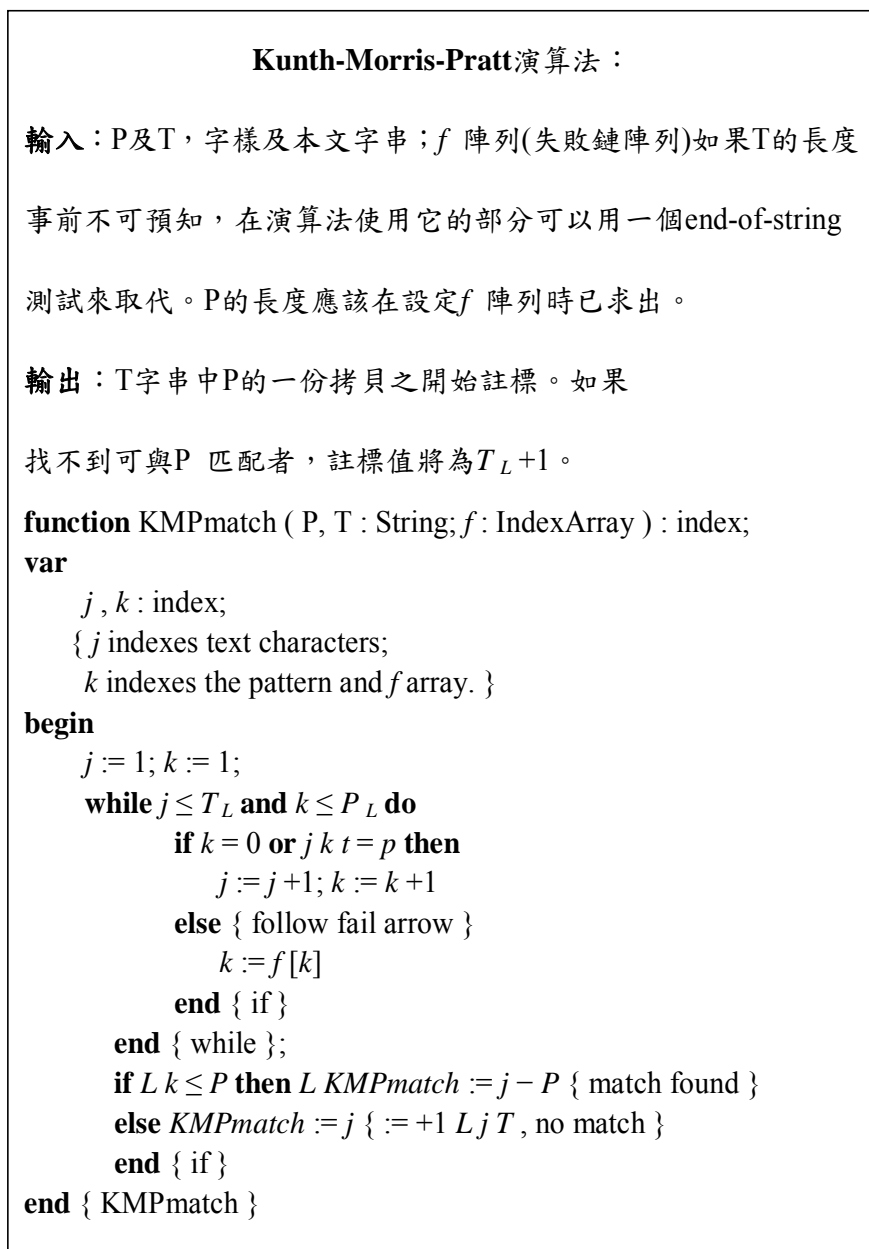 Kunth-Morris-Pratt演算法：
輸入：P及T，字樣及本文字串；f 陣列(失敗鏈陣列)如果T的長度
事前不可預知，在演算法使用它的部分可以用一個end-of-string
測試來取代。P的長度應該在設定f 陣列時已求出。
輸出：T字串中P的一份拷貝之開始註標。如果
找不到可與P 匹配者，註標值將為T L +1。
function KMPmatch ( P, T : String; f : IndexArray ) : index;
var
j , k : index;
{ j indexes text characters;
k indexes the pattern and f array. }
begin
j := 1; k := 1;
while j ≤ T L and k ≤ P L do
if k = 0 or j k t = p then
j := j +1; k := k +1
else { follow fail arrow }
k := f [k]
end { if }
end { while };
if L k ≤ P then L KMPmatch := j − P { match found }
else KMPmatch := j { := +1 L j T , no match }
end { if }
end { KMPmatch }